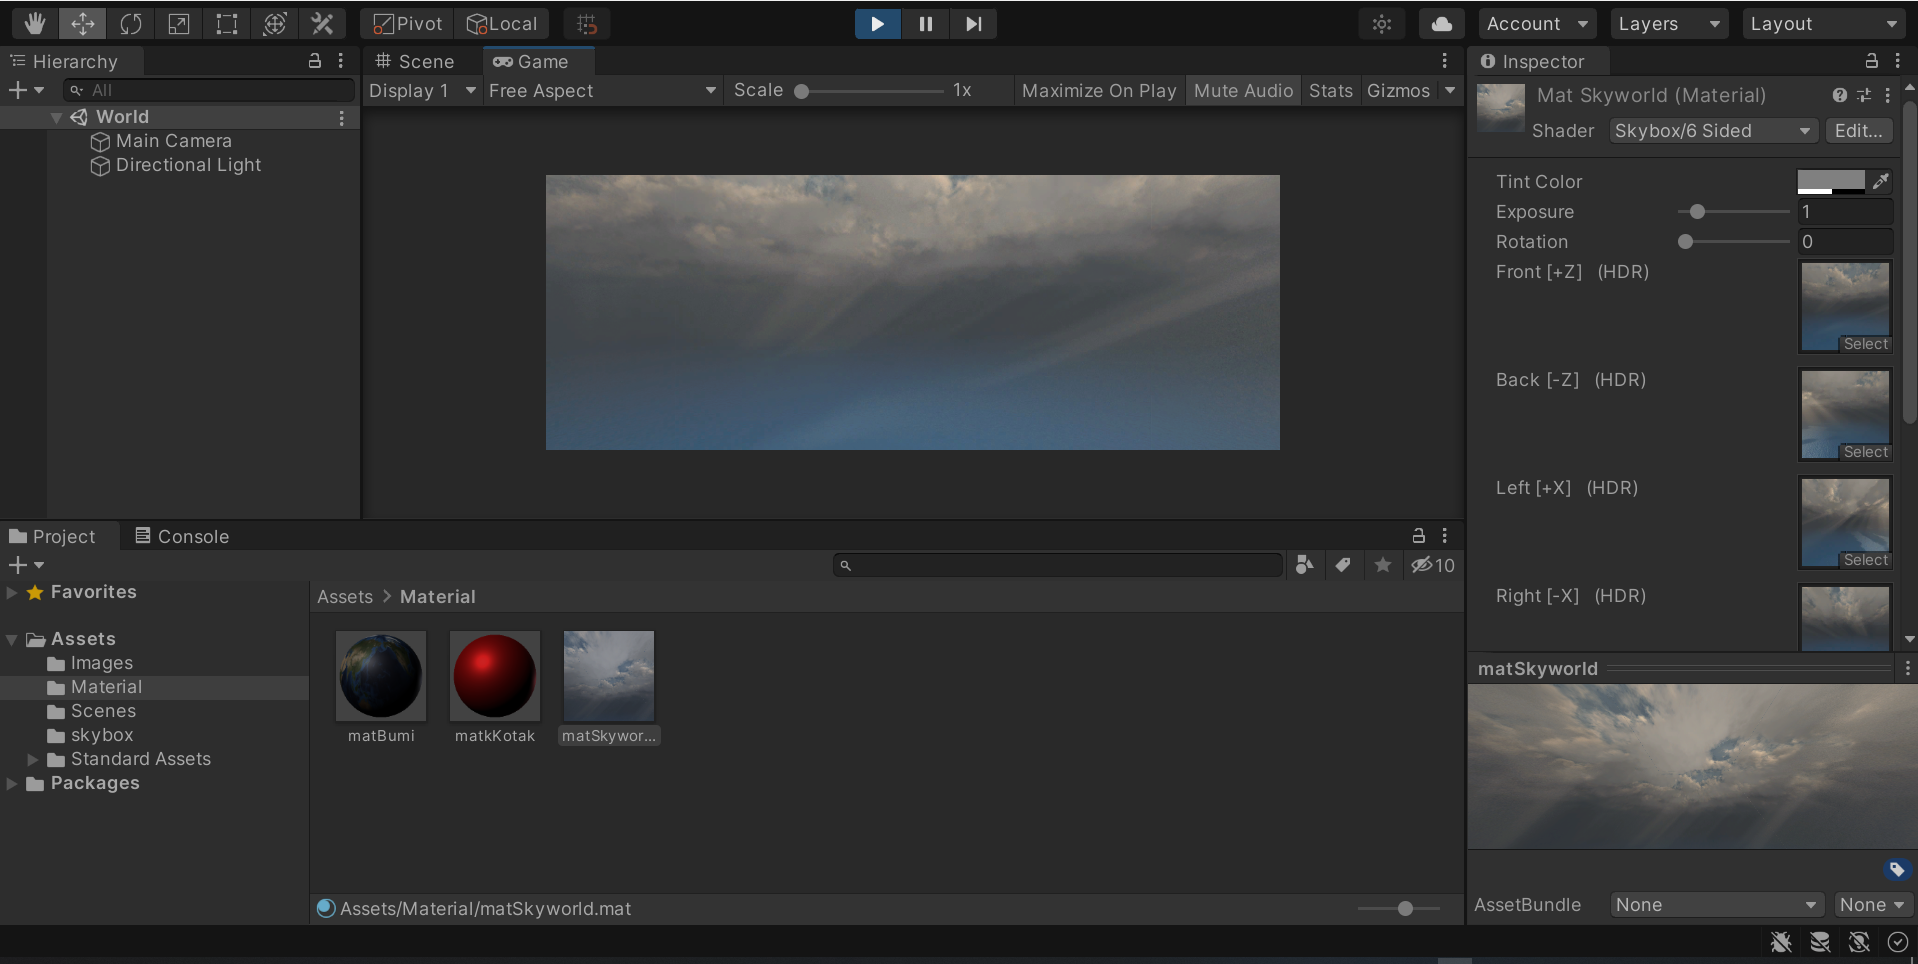 Pivot Local Account Layers Layout
Hierarchy
All
World
Main Camera
Directional Light
Scene Game
Display 1 Free Aspect Scale 1x Maximize On Play Mute Audio Stats Gizmos
Inspector
Mat Skyworld (Material)
Shader Skybox/6 Sided Edit...
Tint Color
Exposure 1
Rotation 0
Front [+Z] (HDR)
Select
Back [-Z] (HDR)
Select
Left [+X] (HDR)
Select
Right [-X] (HDR)
Project Console
10
Favorites
Assets
Images
Material
Scenes
skybox
Standard Assets
Packages
Assets > Material
matBumi matkKotak matSkywor...
Assets/Material/matSkyworld.mat
matSkyworld
AssetBundle None None